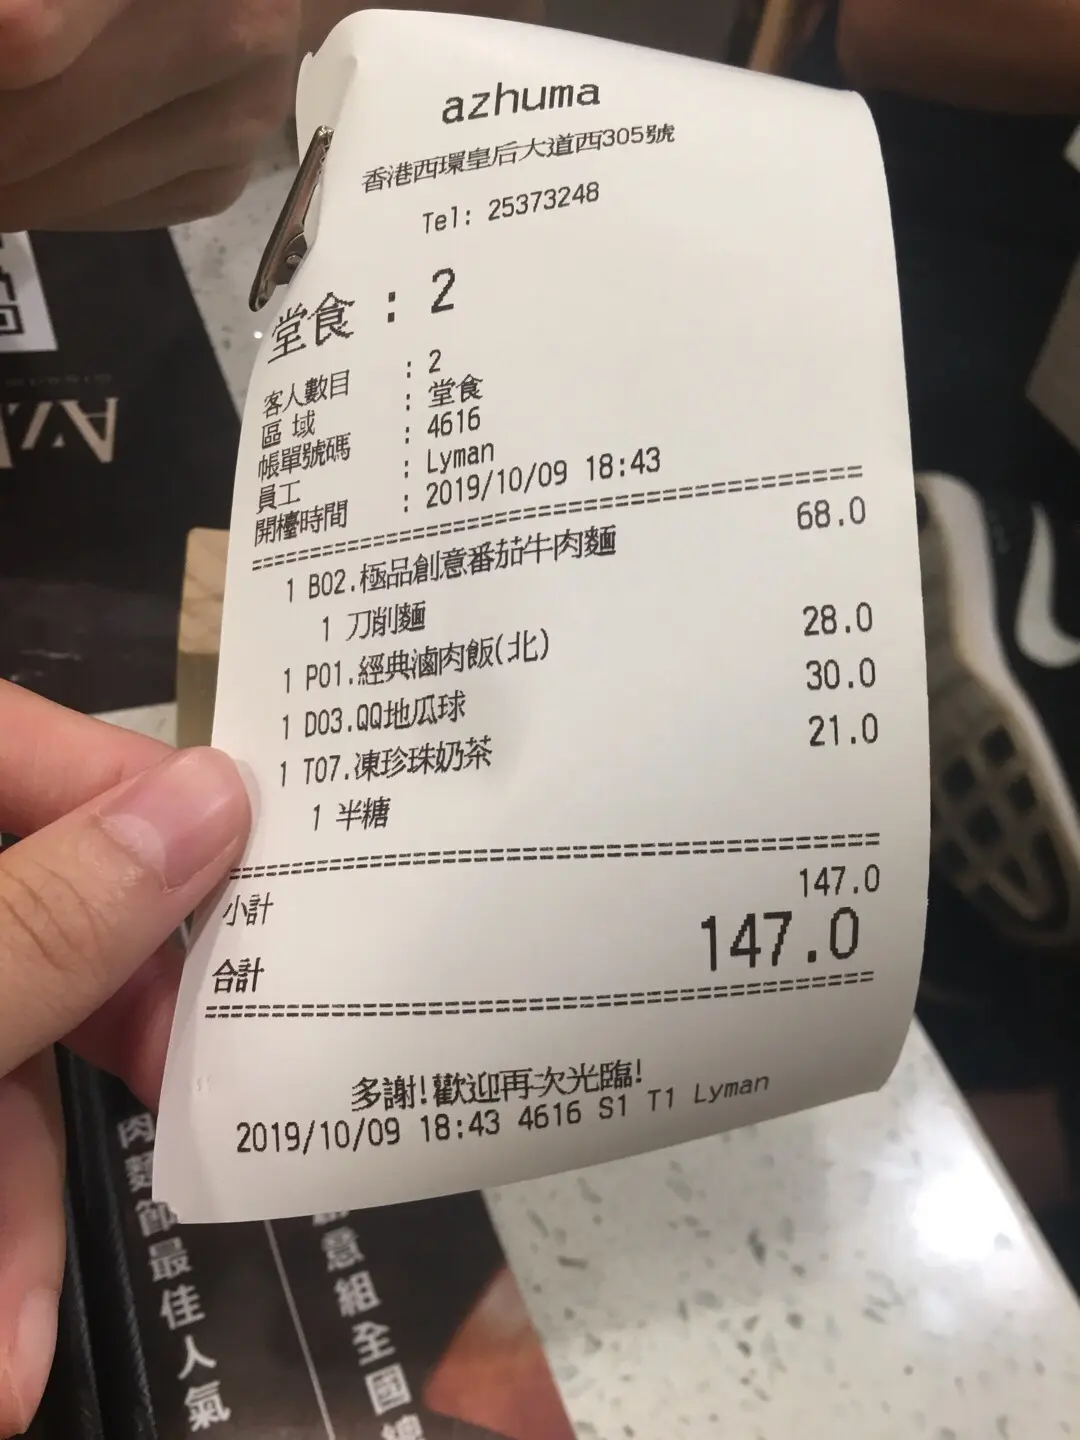 azhuma
香港西環皇后大道西305號
Tel: 25373248
堂食 : 2
客人數目 : 2
區域 : 堂食
帳單號碼 : 4616
員工 : Lyman
開檯時間 : 2019/10/09 18:43
1 B02.極品創意番茄牛肉麵 68.0
1 刀削麵
1 P01.經典滷肉飯(北) 28.0
1 D03.QQ地瓜球 30.0
1 T07.凍珍珠奶茶 21.0
1 半糖
小計 147.0
合計 147.0
多謝!歡迎再次光臨!
2019/10/09 18:43 4616 S1 T1 Lyman
肉麵節最佳人氣
意組全國總